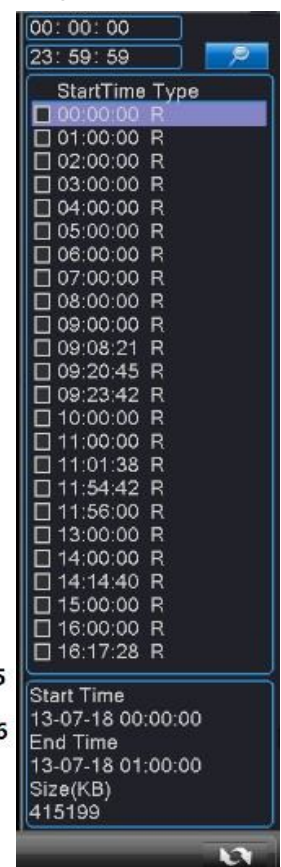 00: 00: 00
23: 59: 59
StartTime Type
00:00:00 R
01:00:00 R
02:00:00 R
03:00:00 R
04:00:00 R
05:00:00 R
06:00:00 R
07:00:00 R
08:00:00 R
09:00:00 R
09:08:21 R
09:20:45 R
09:23:42 R
10:00:00 R
11:00:00 R
11:01:38 R
11:54:42 R
11:56:00 R
13:00:00 R
14:00:00 R
14:14:40 R
15:00:00 R
16:00:00 R
16:17:28 R
5
Start Time
13-07-18 00:00:00
6
End Time
13-07-18 01:00:00
Size(KB)
415199